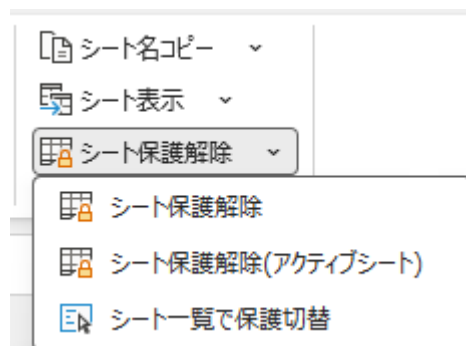 シート名コピー
シート表示
シート保護解除
シート保護解除
シート保護解除(アクティブシート)
シート一覧で保護切替